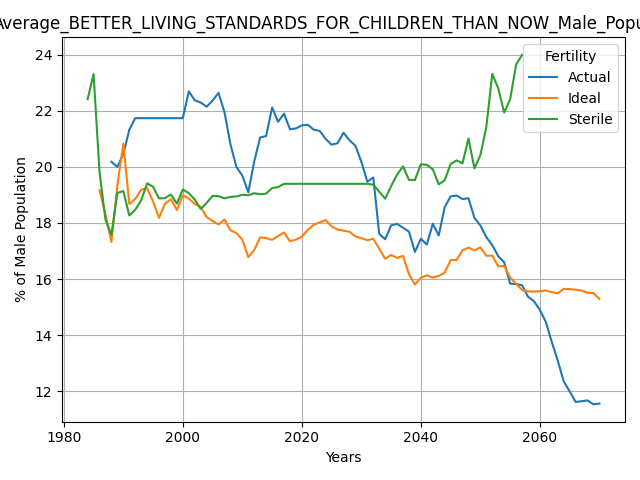 Average_BETTER_LIVING_STANDARDS_FOR_CHILDREN_THAN_NOW_Male_Popu
24
22
20
18
16
14
12
% of Male Population
Fertility
Actual
Ideal
Sterile
1980 2000 2020 2040 2060
Years